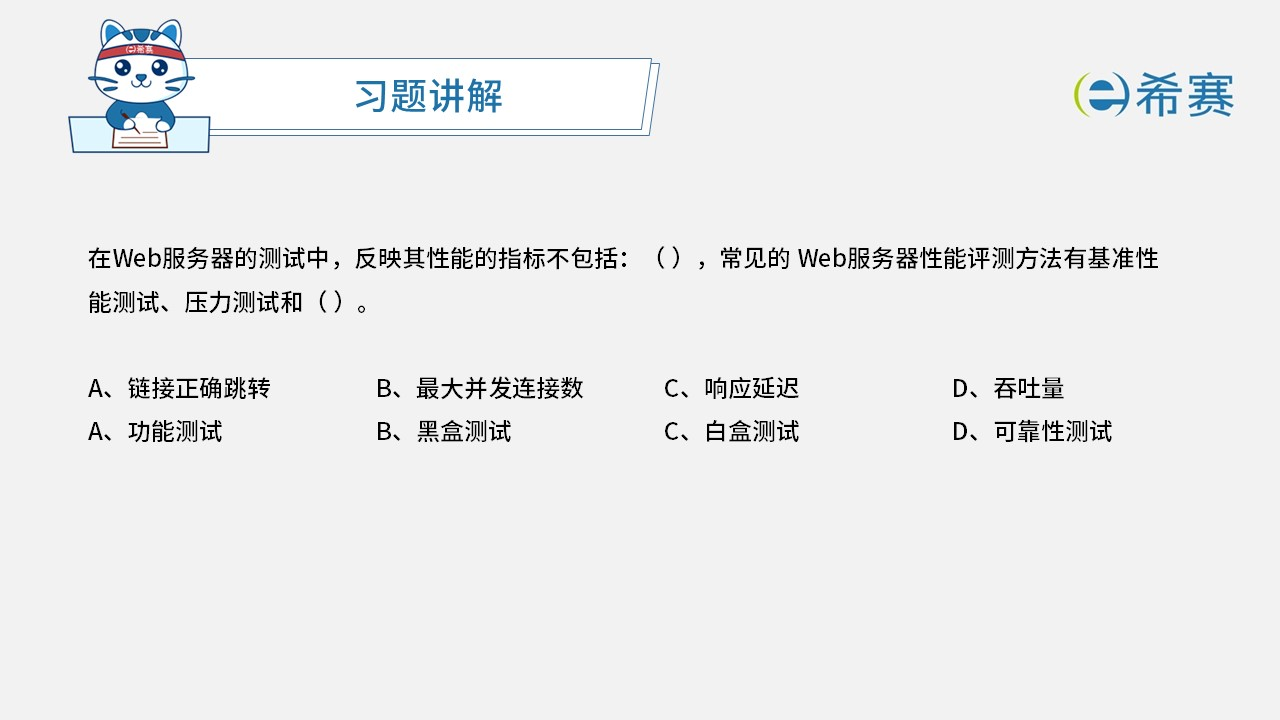 希赛
习题讲解
希赛
在Web服务器的测试中，反映其性能的指标不包括：（ ），常见的 Web服务器性能评测方法有基准性
能测试、压力测试和（ ）。
A、链接正确跳转 B、最大并发连接数 C、响应延迟 D、吞吐量
A、功能测试 B、黑盒测试 C、白盒测试 D、可靠性测试